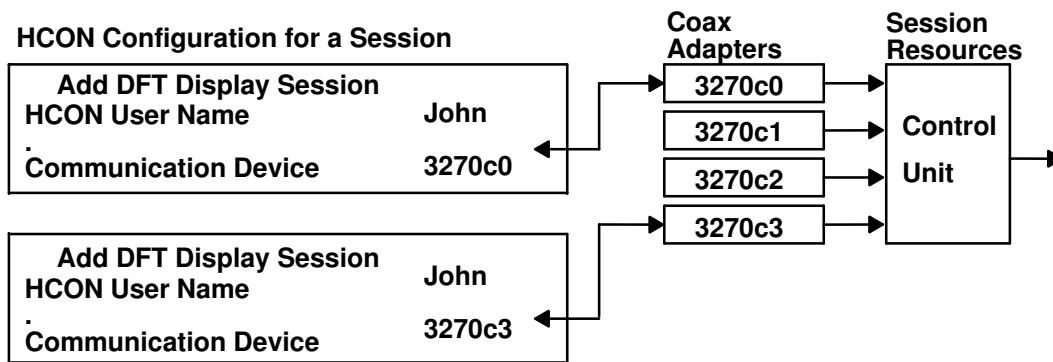 HCON Configuration for a Session
Add DFT Display Session
HCON User Name John
.
Communication Device 3270c0
Add DFT Display Session
HCON User Name John
.
Communication Device 3270c3
Coax
Adapters
3270c0
3270c1
3270c2
3270c3
Session
Resources
Control
Unit